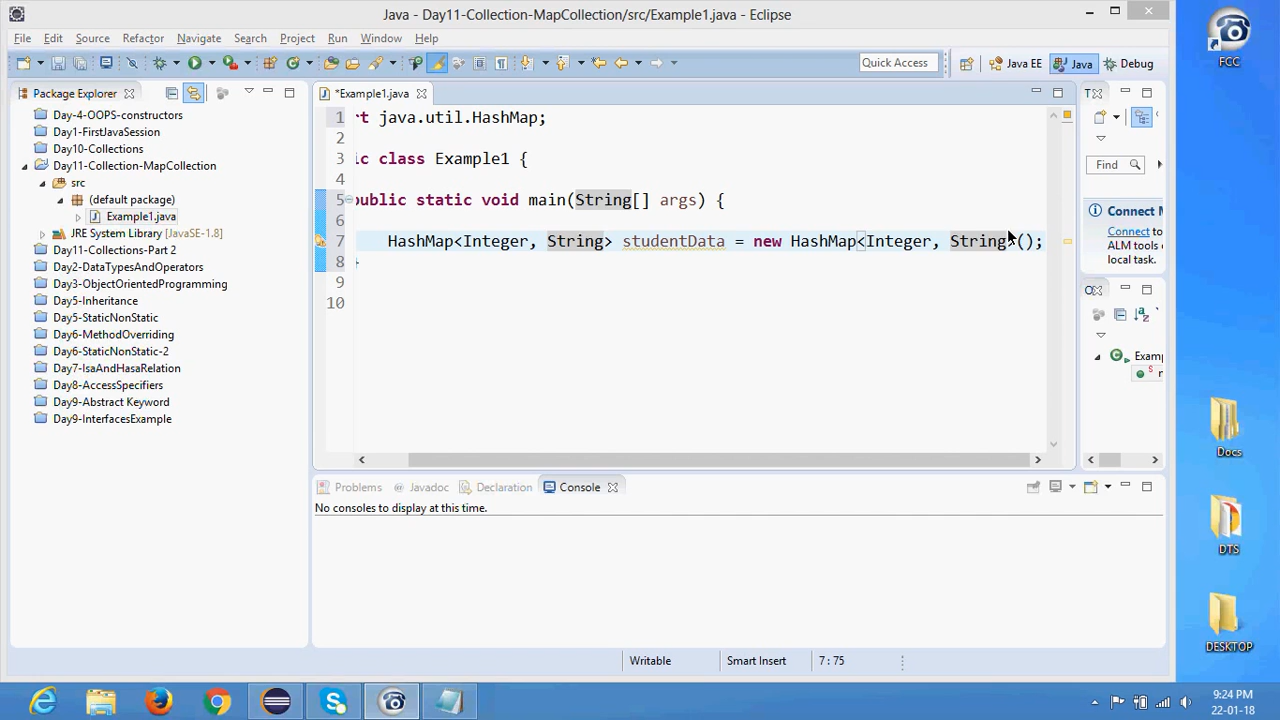 Java - Day11-Collection-MapCollection/src/Example1.java - Eclipse
File Edit Source Refactor Navigate Search Project Run Window Help
Quick Access
Java EE
Java
Debug
Package Explorer
Day-4-OOPS-constructors
Day1-FirstJavaSession
Day10-Collections
Day11-Collection-MapCollection
src
(default package)
Example1.java
JRE System Library [JavaSE-1.8]
Day11-Collections-Part 2
Day2-DataTypesAndOperators
Day3-ObjectOrientedProgramming
Day5-Inheritance
Day5-StaticNonStatic
Day6-MethodOverriding
Day6-StaticNonStatic-2
Day7-IsaAndHasaRelation
Day8-AccessSpecifiers
Day9-Abstract Keyword
Day9-InterfacesExample
*Example1.java
1 rt java.util.HashMap;
2
3 ic class Example1 {
4
5 public static void main(String[] args) {
6
7 HashMap<Integer, String> studentData = new HashMap<Integer, String>();
8 }
9
10
T
Find
Connect M
Connect to
ALM tools o
local task.
O
Examp
Problems Javadoc Declaration Console
No consoles to display at this time.
Writable Smart Insert 7 : 75
FCC
Docs
DTS
DESKTOP
9:24 PM
22-01-18